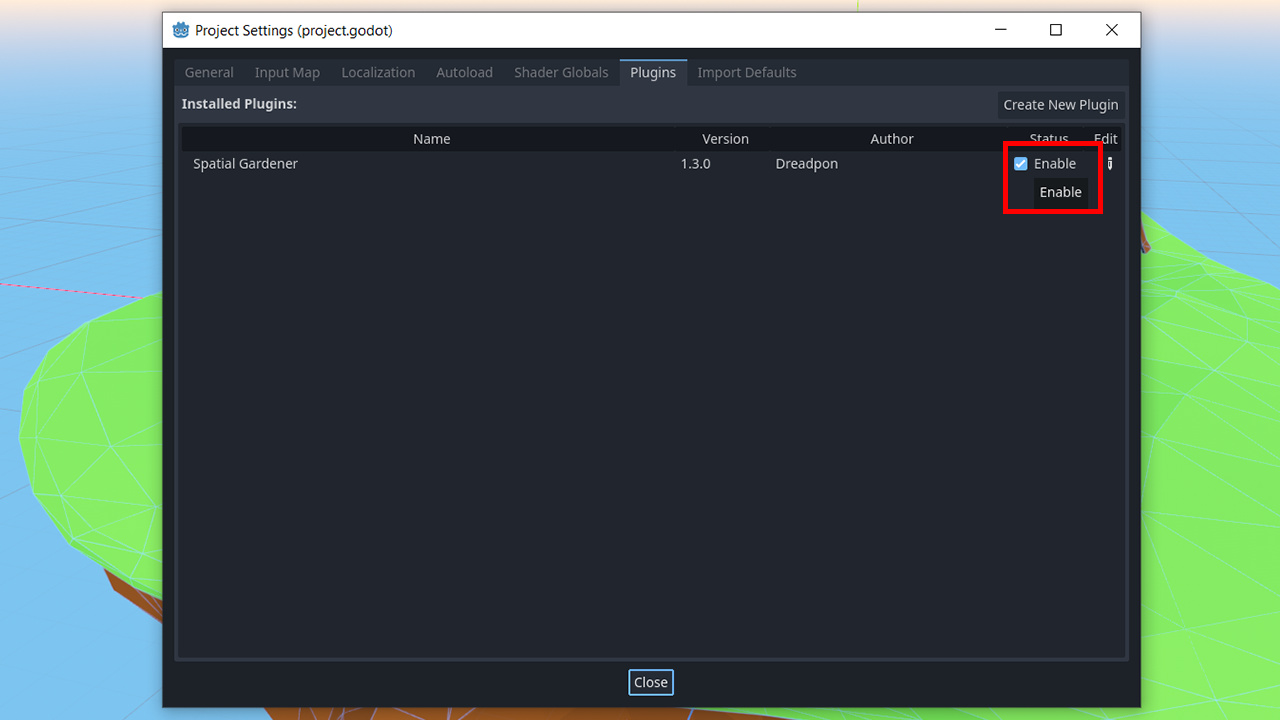 Project Settings (project.godot)
General Input Map Localization Autoload Shader Globals Plugins Import Defaults
Installed Plugins: Create New Plugin
Name Version Author Status Edit
Spatial Gardener 1.3.0 Dreadpon Enable
Enable
Close